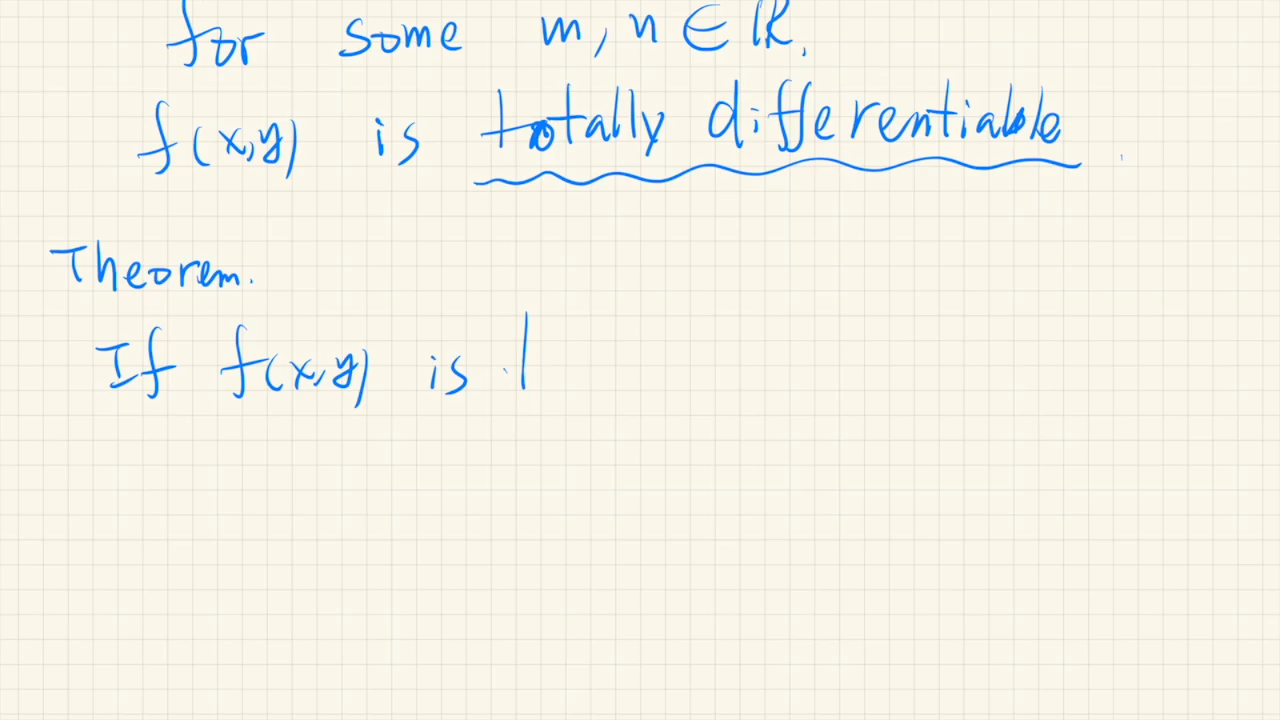 for some m, n ∈ ℝ.
f(x,y) is totally differentiable.
Theorem.
If f(x,y) is